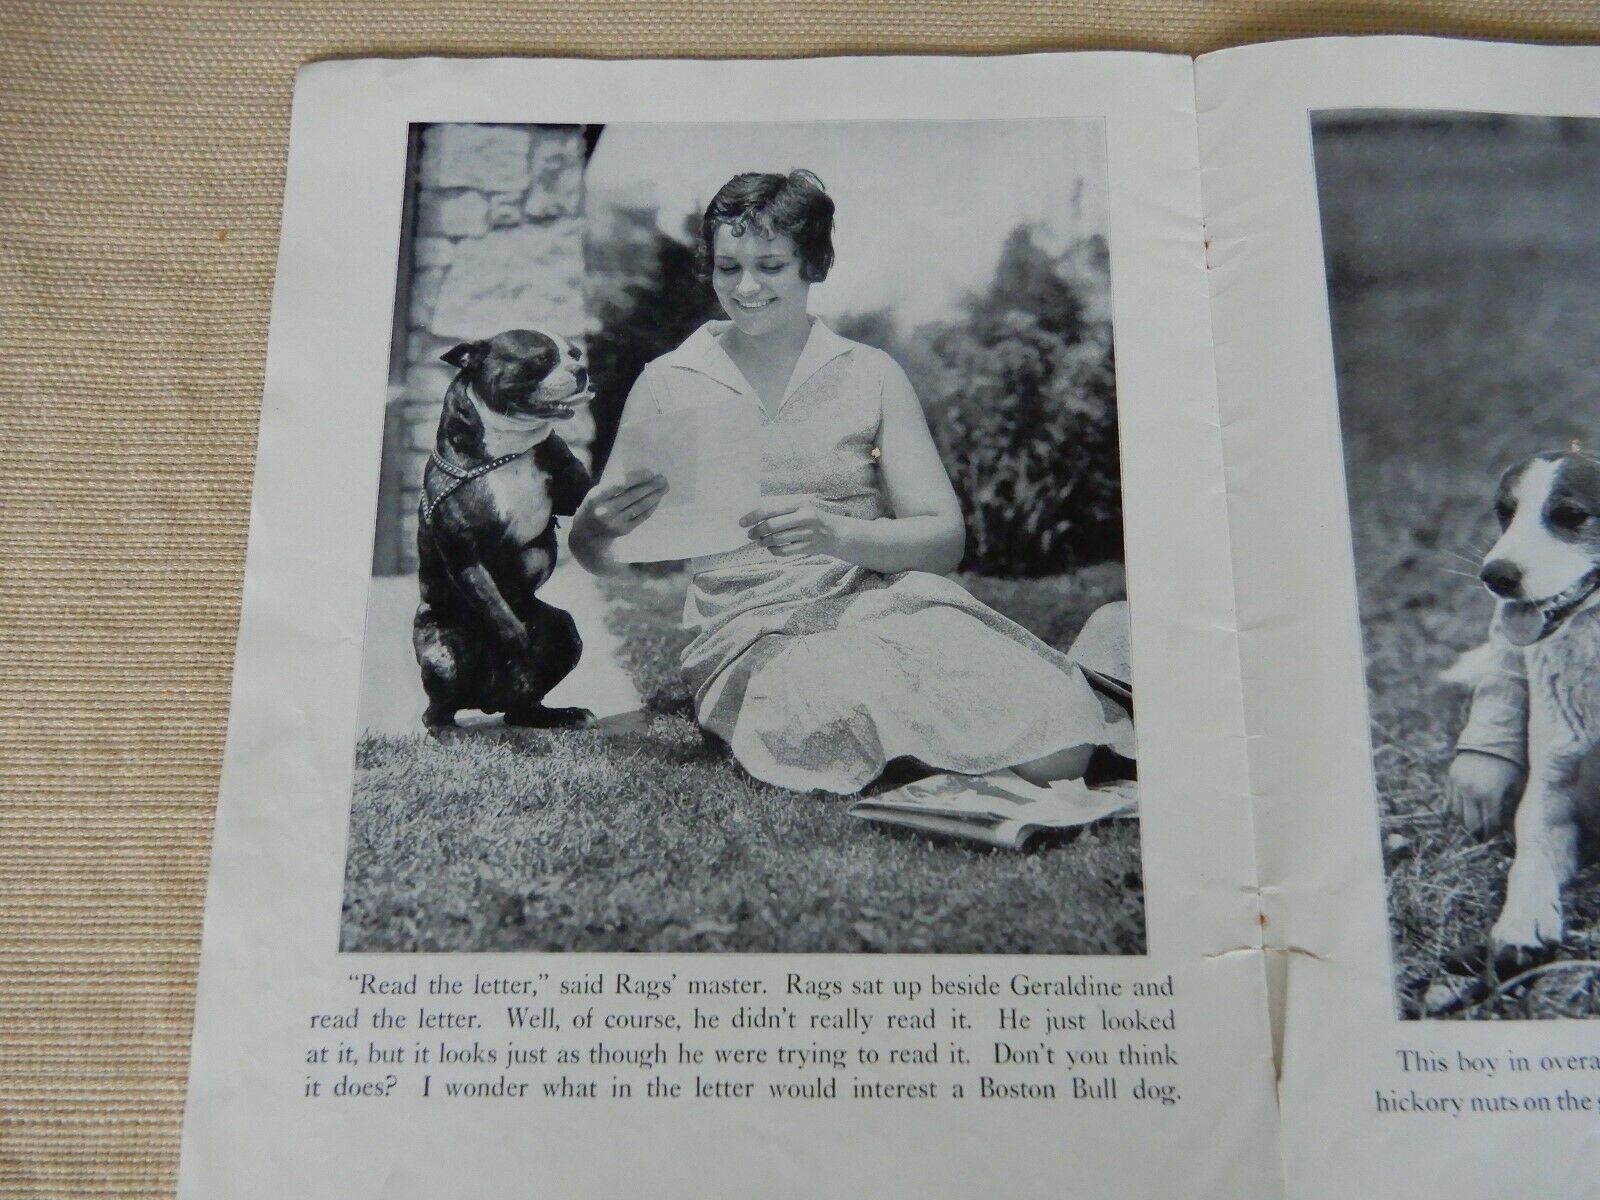 "Read the letter," said Rags' master. Rags sat up beside Geraldine and
read the letter. Well, of course, he didn't really read it. He just looked
at it, but it looks just as though he were trying to read it. Don't you think
it does? I wonder what in the letter would interest a Boston Bull dog.
This boy in overa
hickory nuts on the